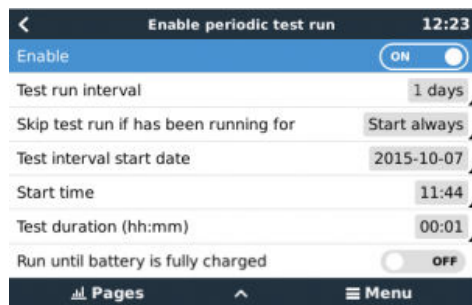 Enable periodic test run 12:23
Enable ON
Test run interval 1 days
Skip test run if has been running for Start always
Test interval start date 2015-10-07
Start time 11:44
Test duration (hh:mm) 00:01
Run until battery is fully charged OFF
Pages Menu